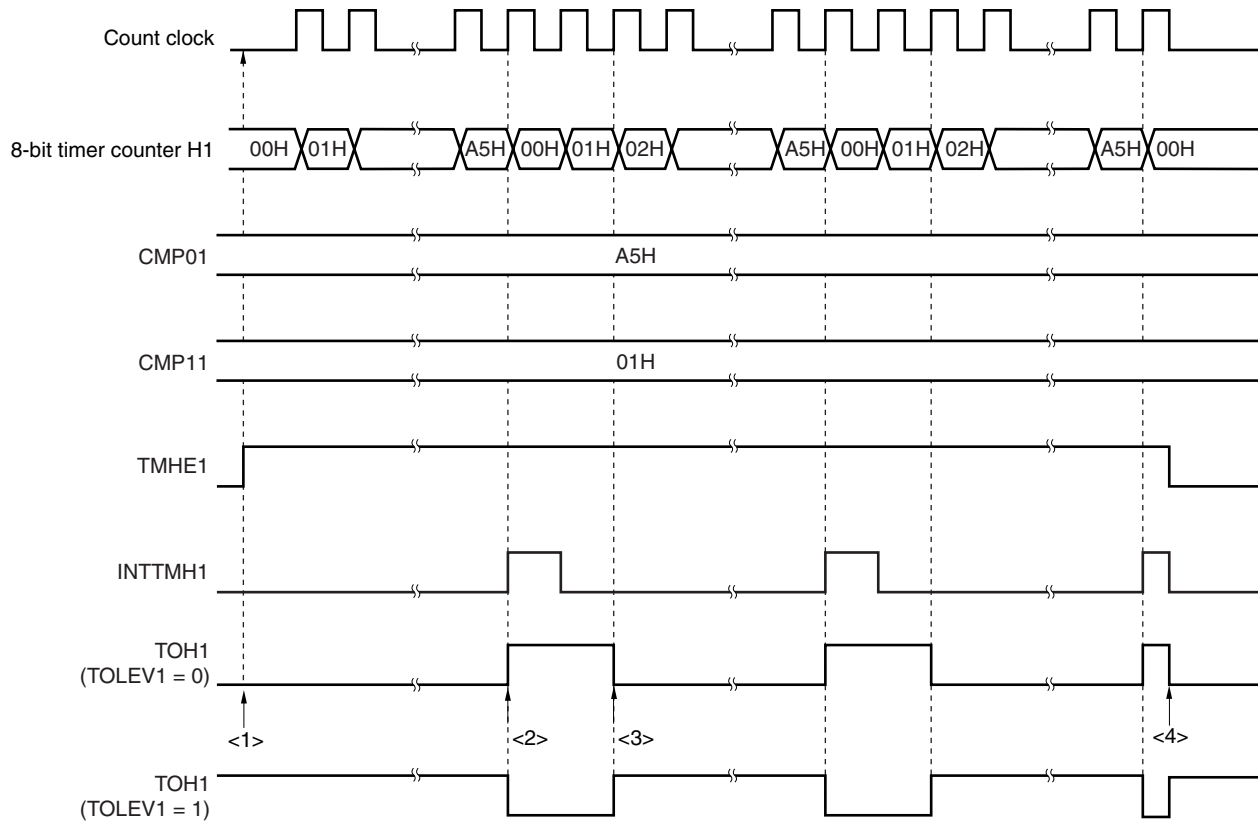 Count clock
8-bit timer counter H1
00H 01H A5H 00H 01H 02H A5H 00H 01H 02H A5H 00H
CMP01
A5H
CMP11
01H
TMHE1
INTTMH1
TOH1
(TOLEV1 = 0)
<1> <2> <3> <4>
TOH1
(TOLEV1 = 1)